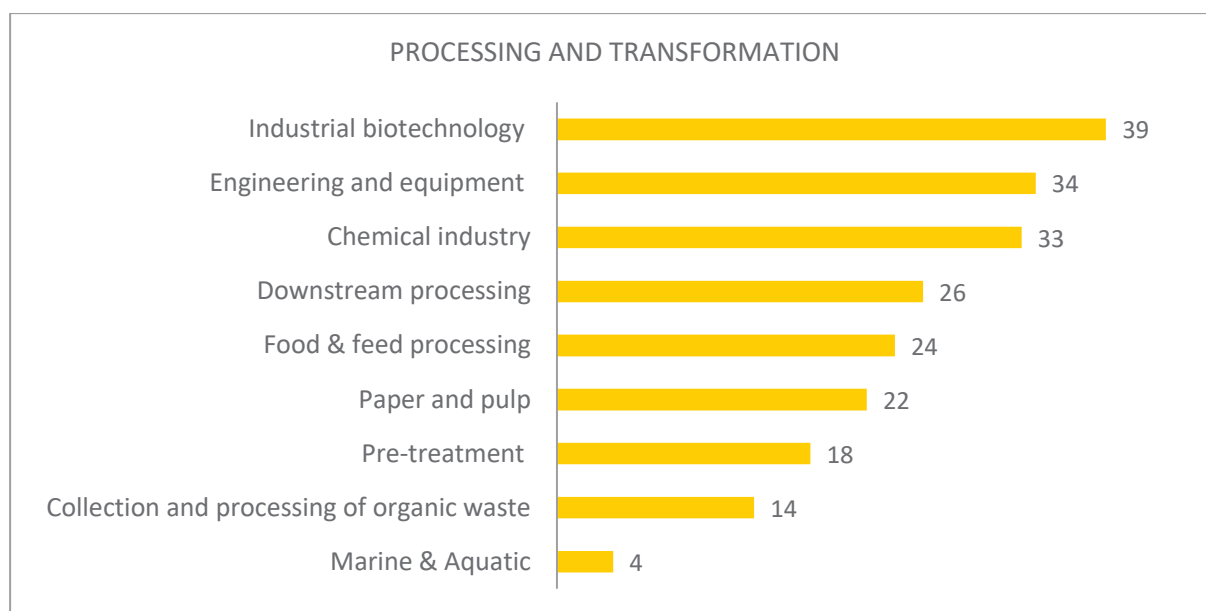 PROCESSING AND TRANSFORMATION
Industrial biotechnology 39
Engineering and equipment 34
Chemical industry 33
Downstream processing 26
Food & feed processing 24
Paper and pulp 22
Pre-treatment 18
Collection and processing of organic waste 14
Marine & Aquatic 4